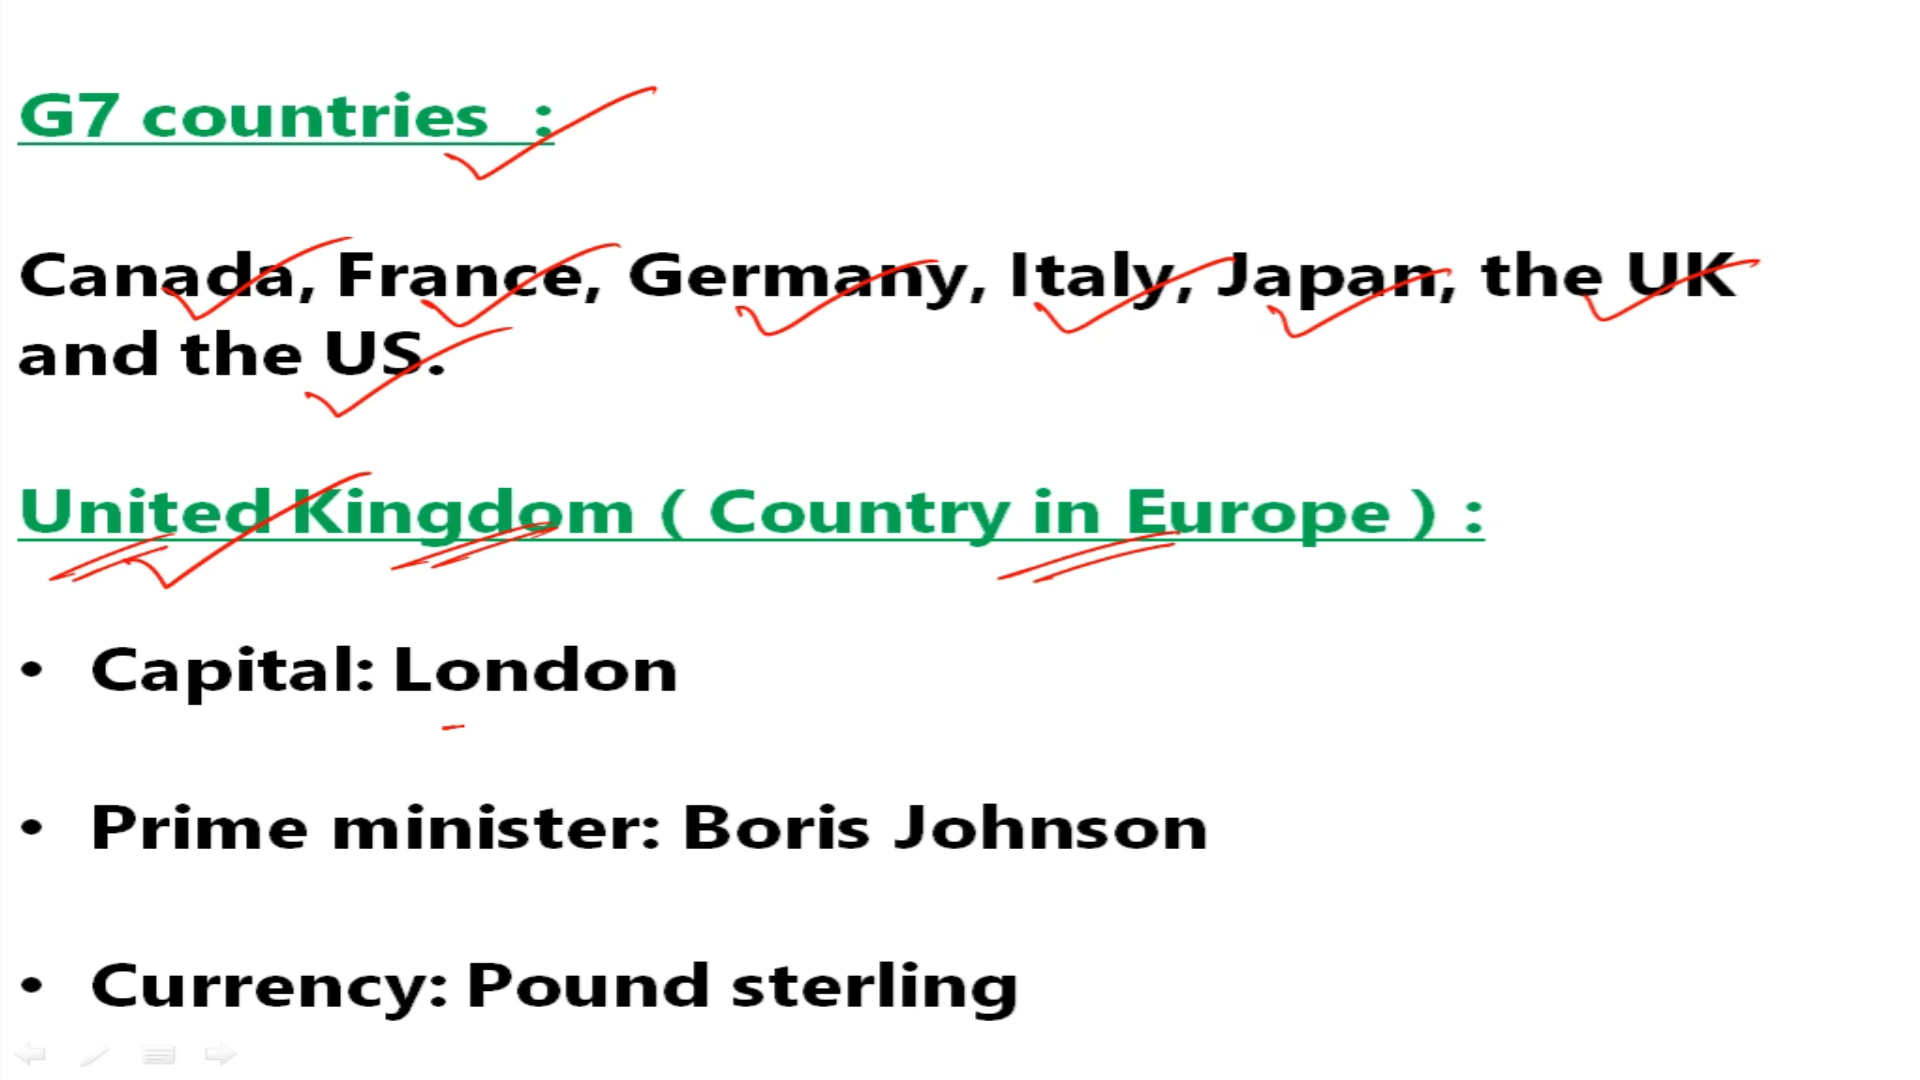 G7 countries :
Canada, France, Germany, Italy, Japan, the UK
and the US.
United Kingdom ( Country in Europe ) :
• Capital: London
• Prime minister: Boris Johnson
• Currency: Pound sterling